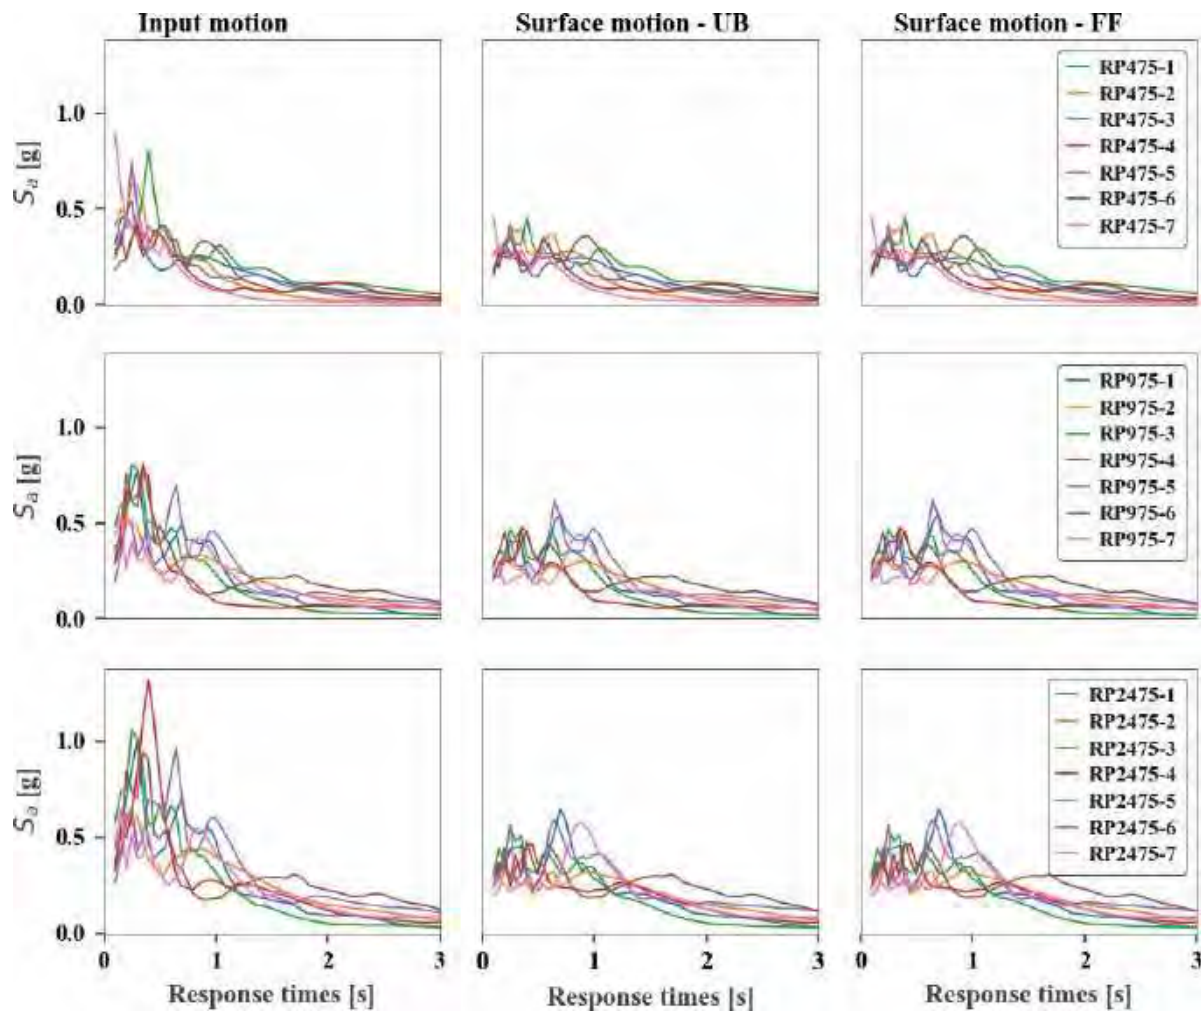 Input motion
Surface motion - UB
Surface motion - FF
Sa [g]
1.0
0.5
0.0
RP475-1
RP475-2
RP475-3
RP475-4
RP475-5
RP475-6
RP475-7
Sa [g]
1.0
0.5
0.0
RP975-1
RP975-2
RP975-3
RP975-4
RP975-5
RP975-6
RP975-7
Sa [g]
1.0
0.5
0.0
RP2475-1
RP2475-2
RP2475-3
RP2475-4
RP2475-5
RP2475-6
RP2475-7
0 1 2 3
0 1 2 3
0 1 2 3
Response times [s]
Response times [s]
Response times [s]